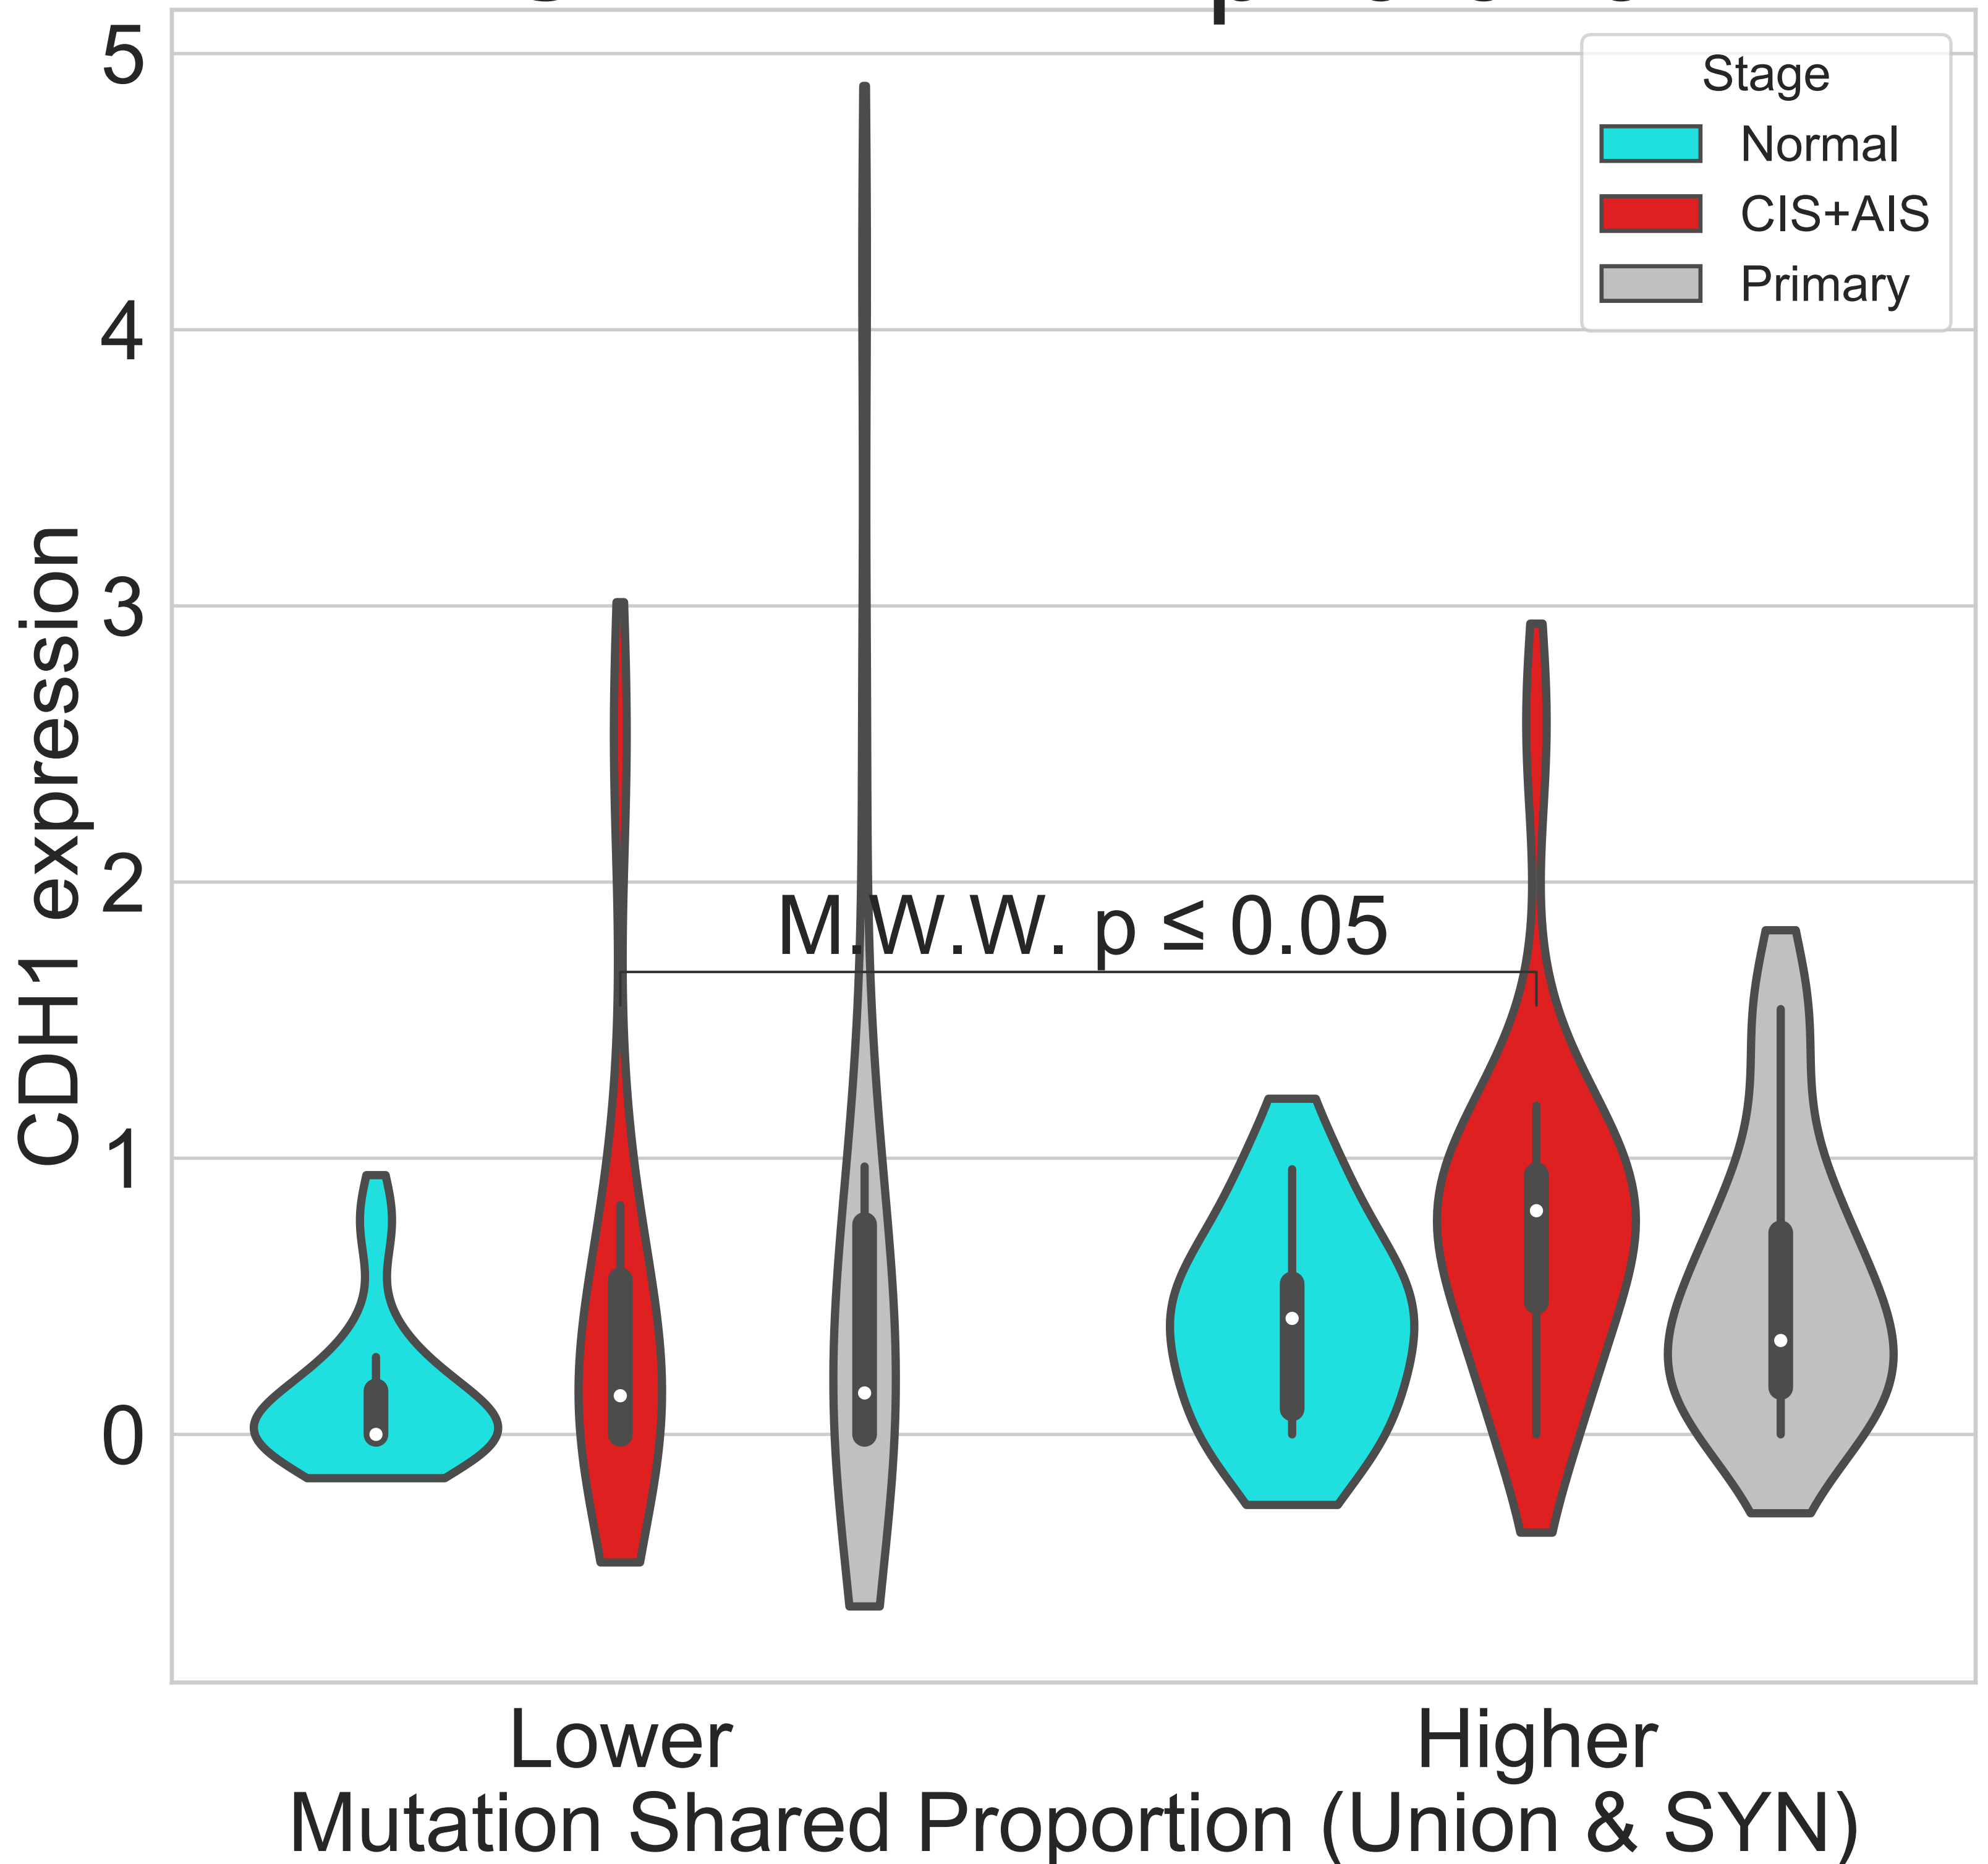 Stage
Normal
CIS+AIS
Primary
5
4
3
2
1
0
CDH1 expression
M.W.W. p ≤ 0.05
Lower
Higher
Mutation Shared Proportion (Union & SYN)